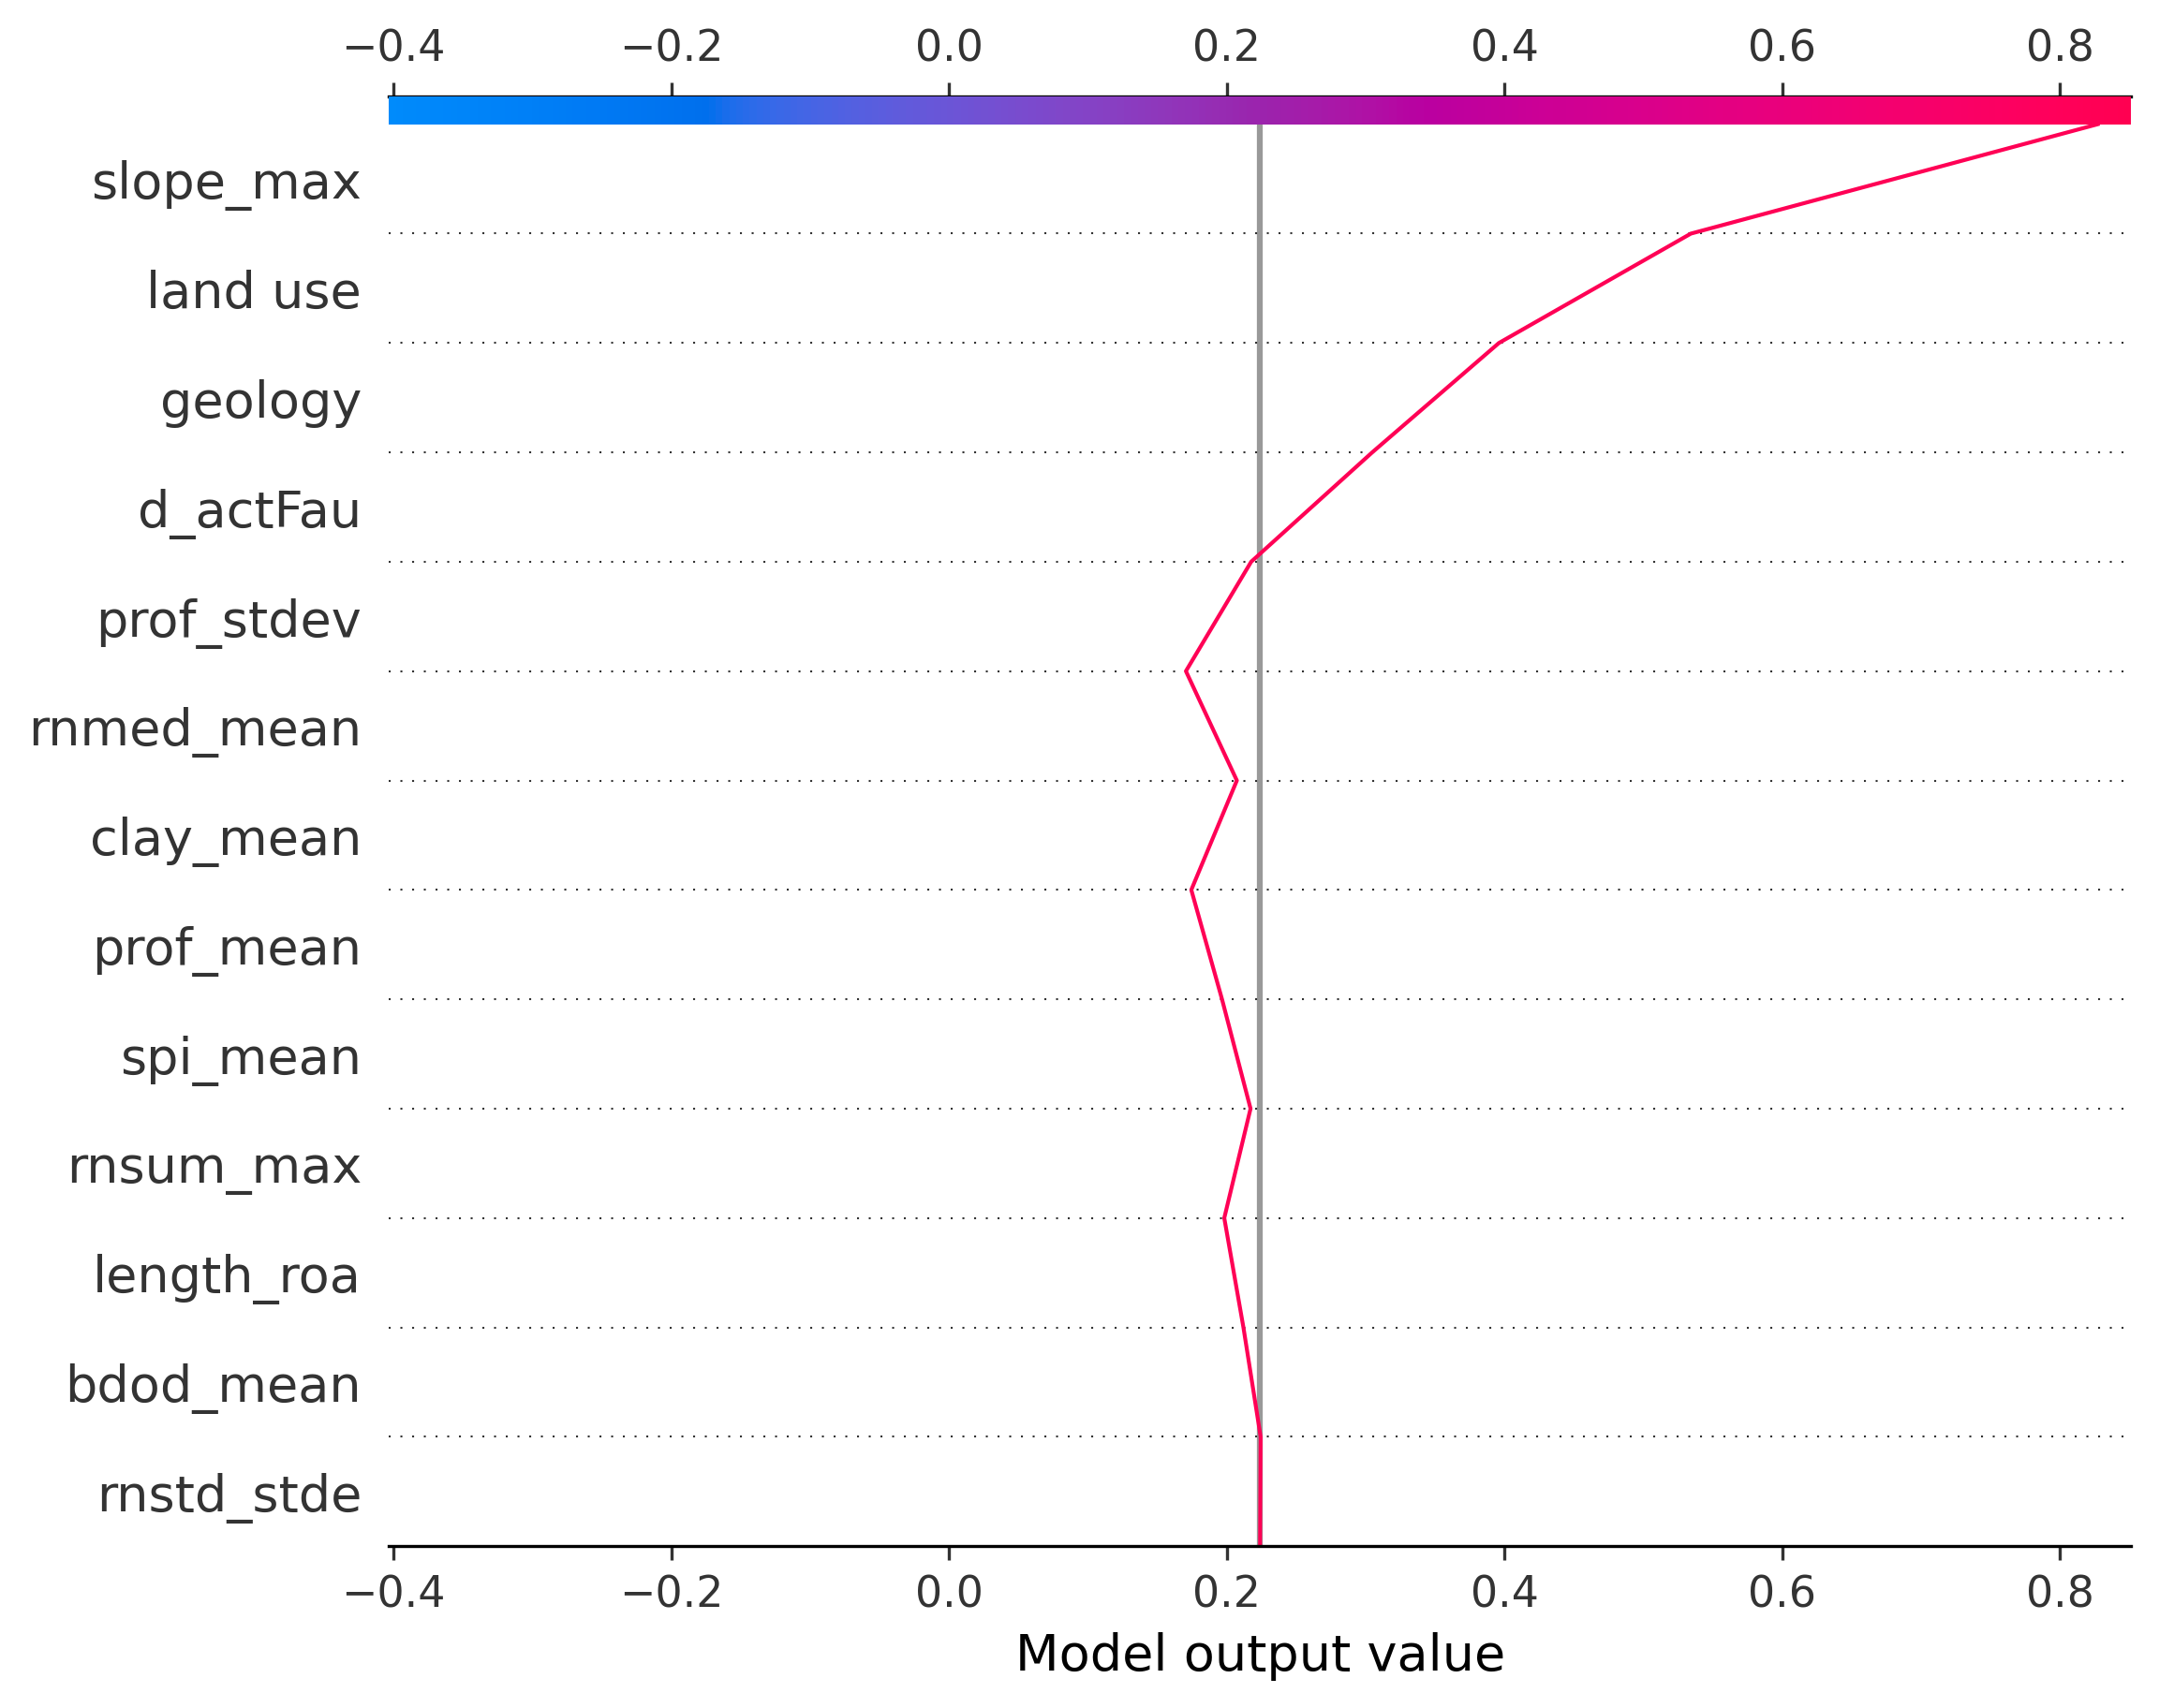 −0.4 −0.2 0.0 0.2 0.4 0.6 0.8
slope_max
land use
geology
d_actFau
prof_stdev
rnmed_mean
clay_mean
prof_mean
spi_mean
rnsum_max
length_roa
bdod_mean
rnstd_stde
−0.4 −0.2 0.0 0.2 0.4 0.6 0.8
Model output value